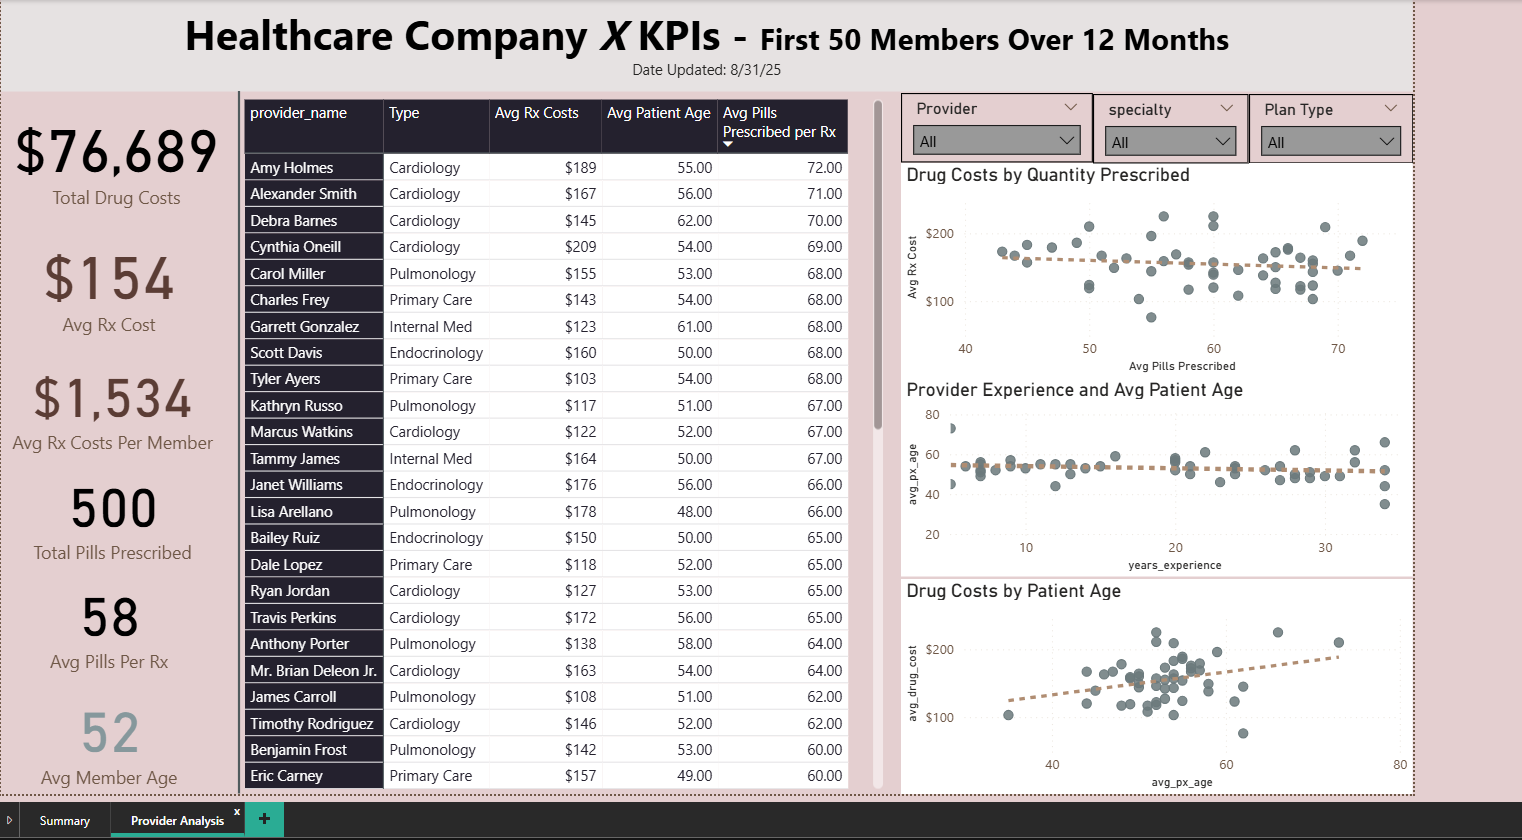 Healthcare Company X KPIs - First 50 Members Over 12 Months
Date Updated: 8/31/25
$76,689
Total Drug Costs
$154
Avg Rx Cost
$1,534
Avg Rx Costs Per Member
500
Total Pills Prescribed
58
Avg Pills Per Rx
52
Avg Member Age
provider_name Type Avg Rx Costs Avg Patient Age Avg Pills
Prescribed per Rx
Amy Holmes Cardiology $189 55.00 72.00
Alexander Smith Cardiology $167 56.00 71.00
Debra Barnes Cardiology $145 62.00 70.00
Cynthia Oneill Cardiology $209 54.00 69.00
Carol Miller Pulmonology $155 53.00 68.00
Charles Frey Primary Care $143 54.00 68.00
Garrett Gonzalez Internal Med $123 61.00 68.00
Scott Davis Endocrinology $160 50.00 68.00
Tyler Ayers Primary Care $103 54.00 68.00
Kathryn Russo Pulmonology $117 51.00 67.00
Marcus Watkins Cardiology $122 52.00 67.00
Tammy James Internal Med $164 50.00 67.00
Janet Williams Endocrinology $176 56.00 66.00
Lisa Arellano Pulmonology $178 48.00 66.00
Bailey Ruiz Endocrinology $150 50.00 65.00
Dale Lopez Primary Care $118 52.00 65.00
Ryan Jordan Cardiology $127 53.00 65.00
Travis Perkins Cardiology $172 56.00 65.00
Anthony Porter Pulmonology $138 58.00 64.00
Mr. Brian Deleon Jr. Cardiology $163 54.00 64.00
James Carroll Pulmonology $108 51.00 62.00
Timothy Rodriguez Cardiology $146 52.00 62.00
Benjamin Frost Pulmonology $142 53.00 60.00
Eric Carney Primary Care $157 49.00 60.00
Provider specialty Plan Type
All All All
Drug Costs by Quantity Prescribed
Avg Rx Cost
$200
$100
40 50 60 70
Avg Pills Prescribed
Provider Experience and Avg Patient Age
avg_px_age
80
60
40
20
10 20 30
years_experience
Drug Costs by Patient Age
avg_drug_cost
$200
$100
40 60 80
avg_px_age
Summary Provider Analysis x +